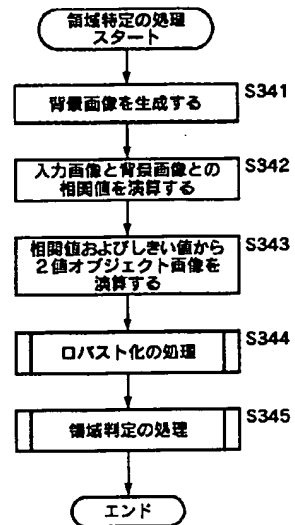 領域特定の処理
スタート
背景画像を生成する
S341
入力画像と背景画像との
相関値を演算する
S342
相関値およびしきい値から
2値オブジェクト画像を
演算する
S343
ロバスト化の処理
S344
領域判定の処理
S345
エンド